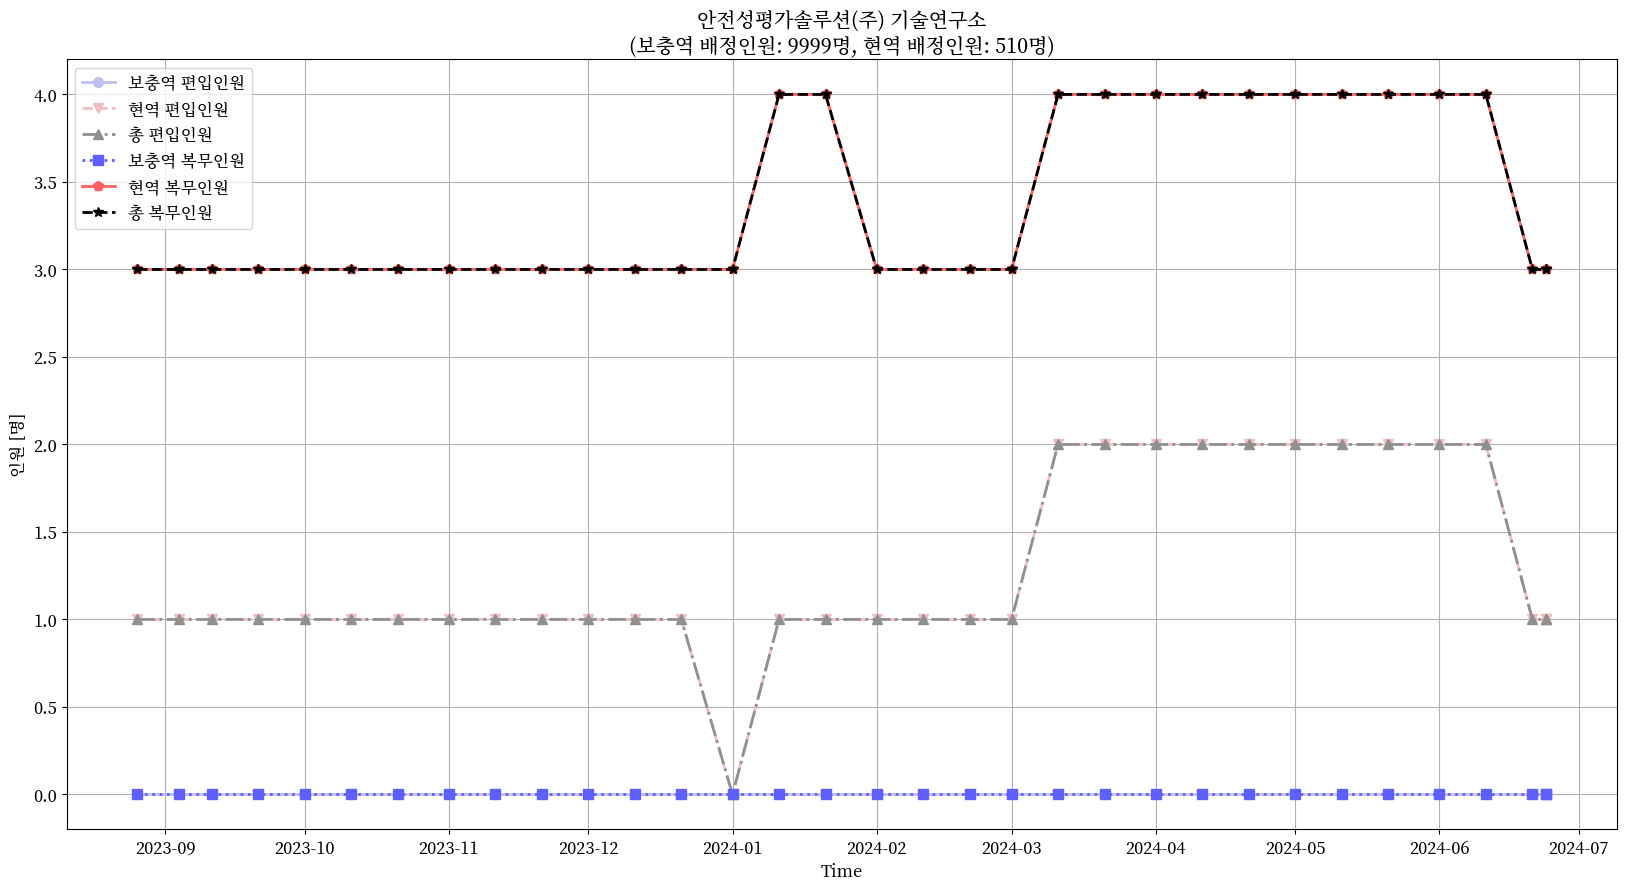 안전성평가솔루션(주) 기술연구소
(보충역 배정인원: 9999명, 현역 배정인원: 510명)
보충역 편입인원
현역 편입인원
총 편입인원
보충역 복무인원
현역 복무인원
총 복무인원
인원 [명]
4.0
3.5
3.0
2.5
2.0
1.5
1.0
0.5
0.0
2023-09 2023-10 2023-11 2023-12 2024-01 2024-02 2024-03 2024-04 2024-05 2024-06 2024-07
Time